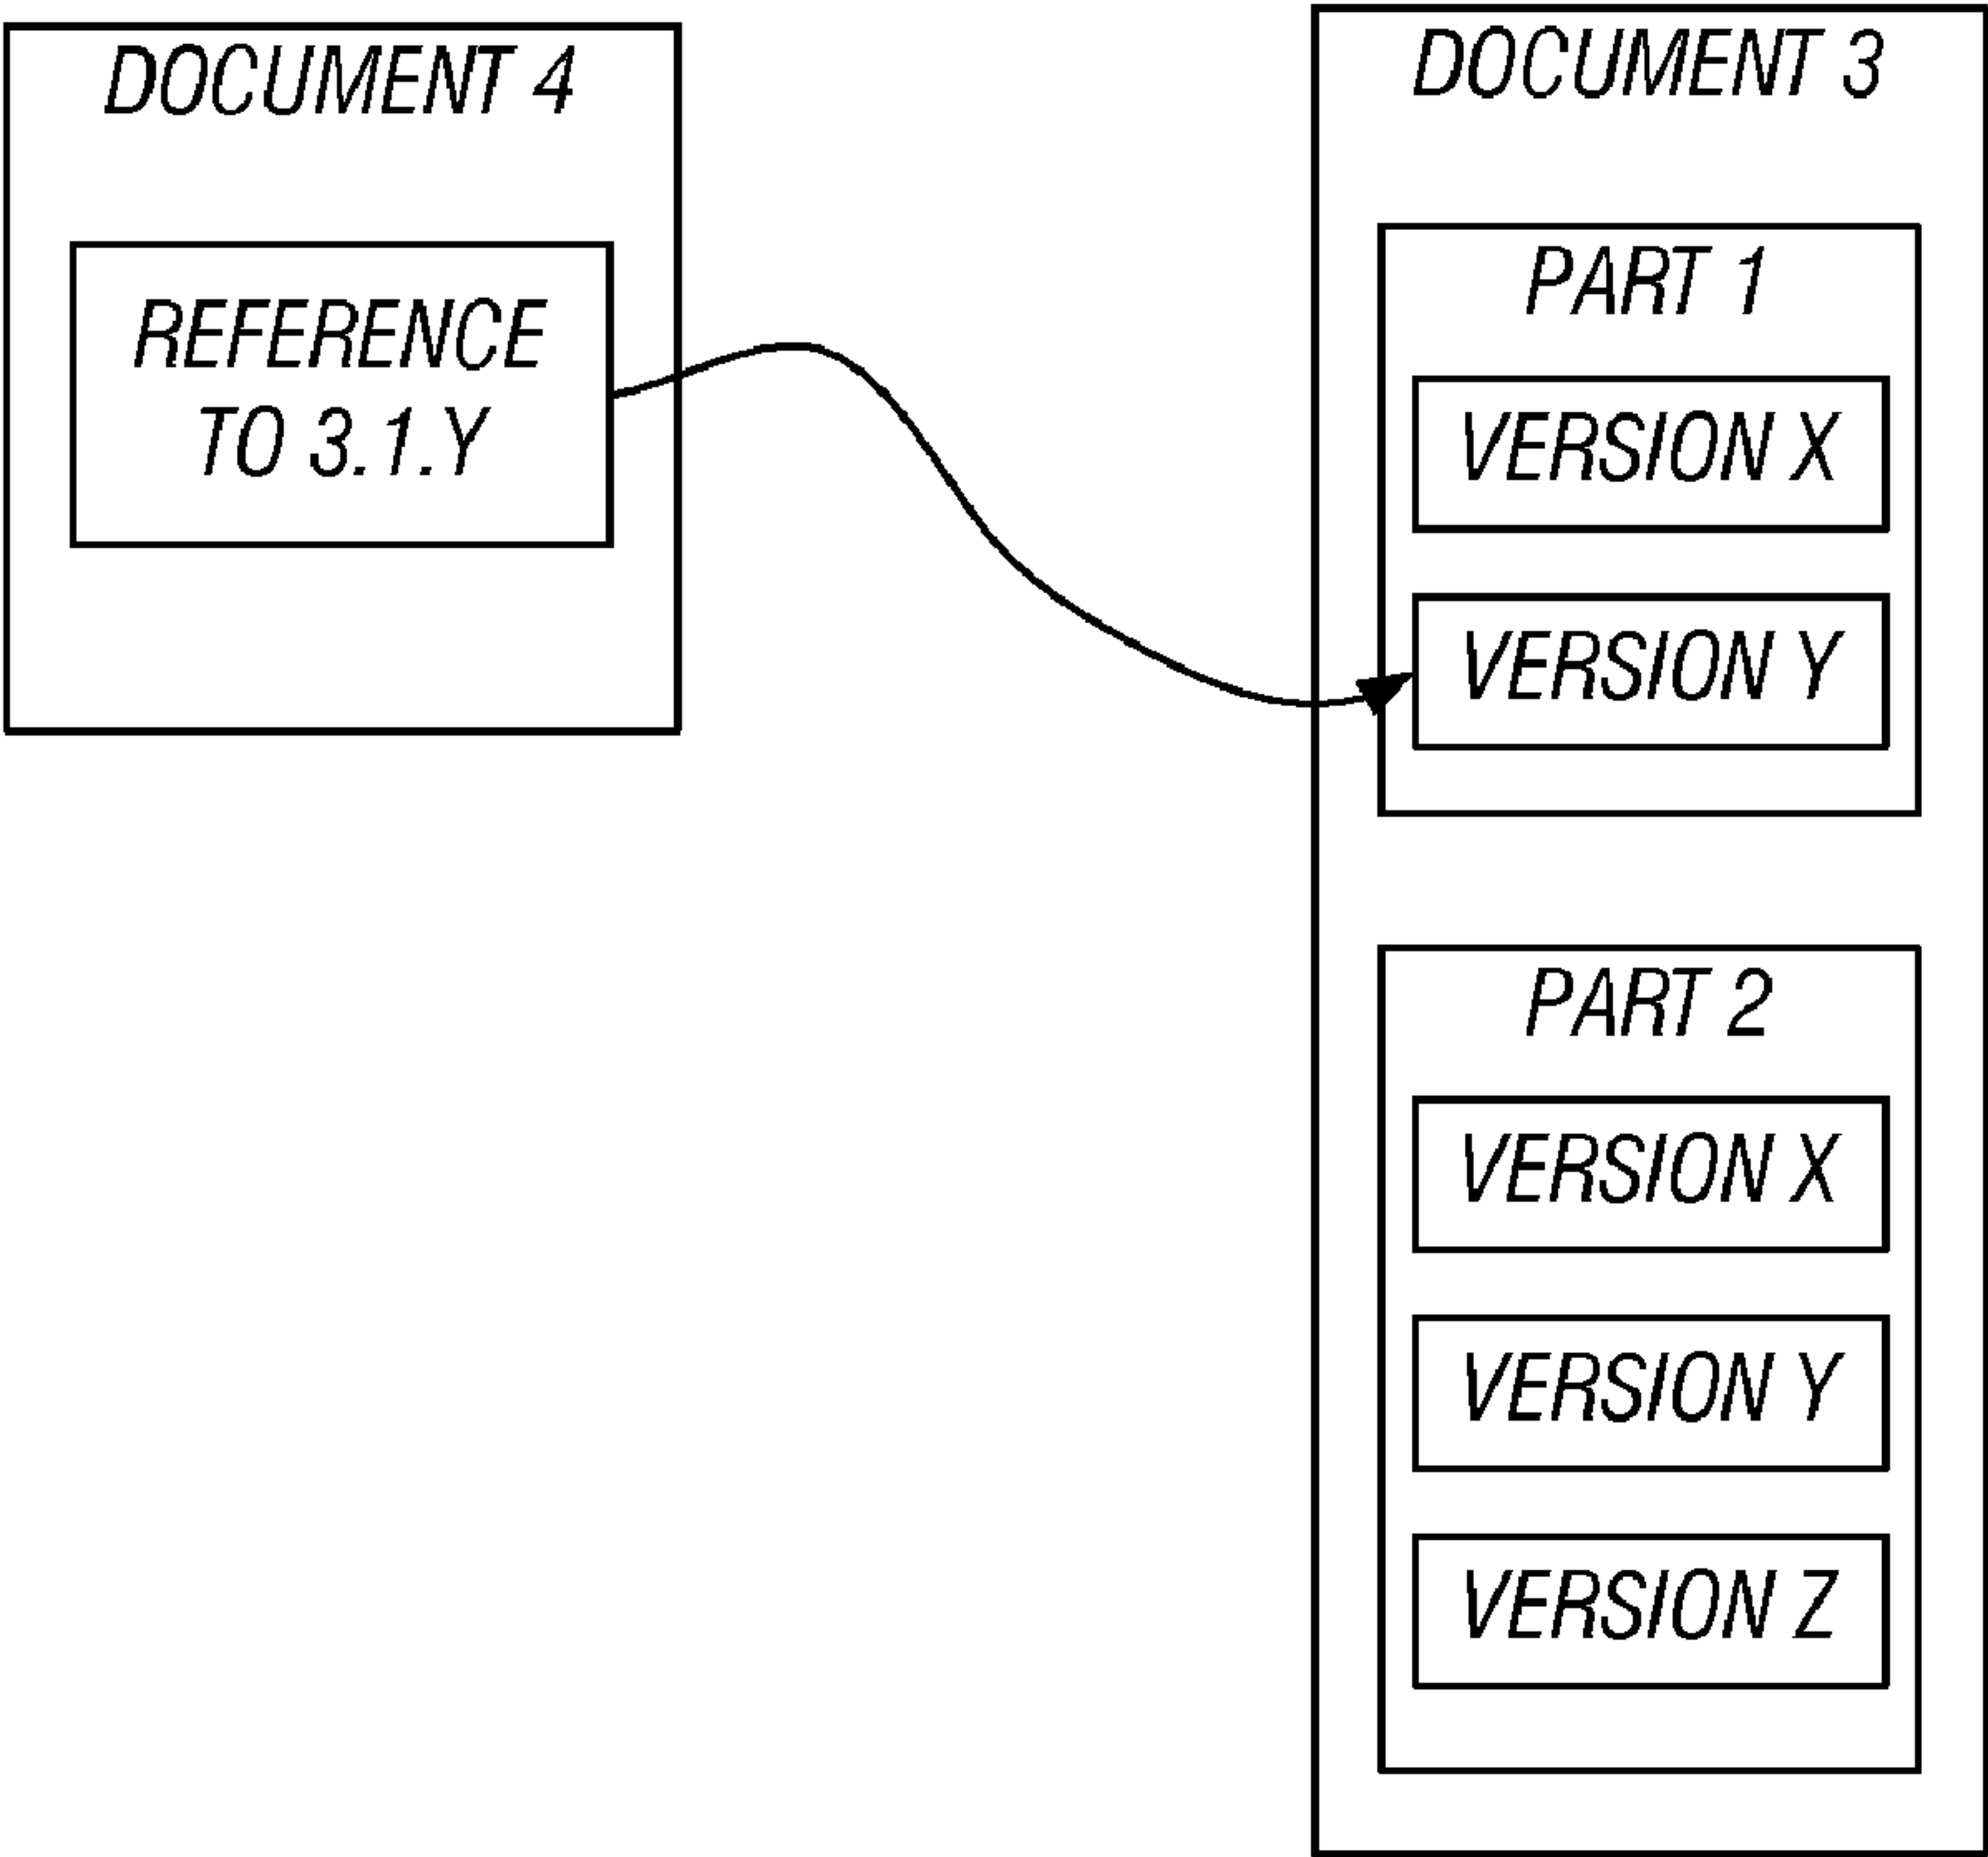 DOCUMENT 4
REFERENCE
TO 3.1.Y
DOCUMENT 3
PART 1
VERSION X
VERSION Y
PART 2
VERSION X
VERSION Y
VERSION Z